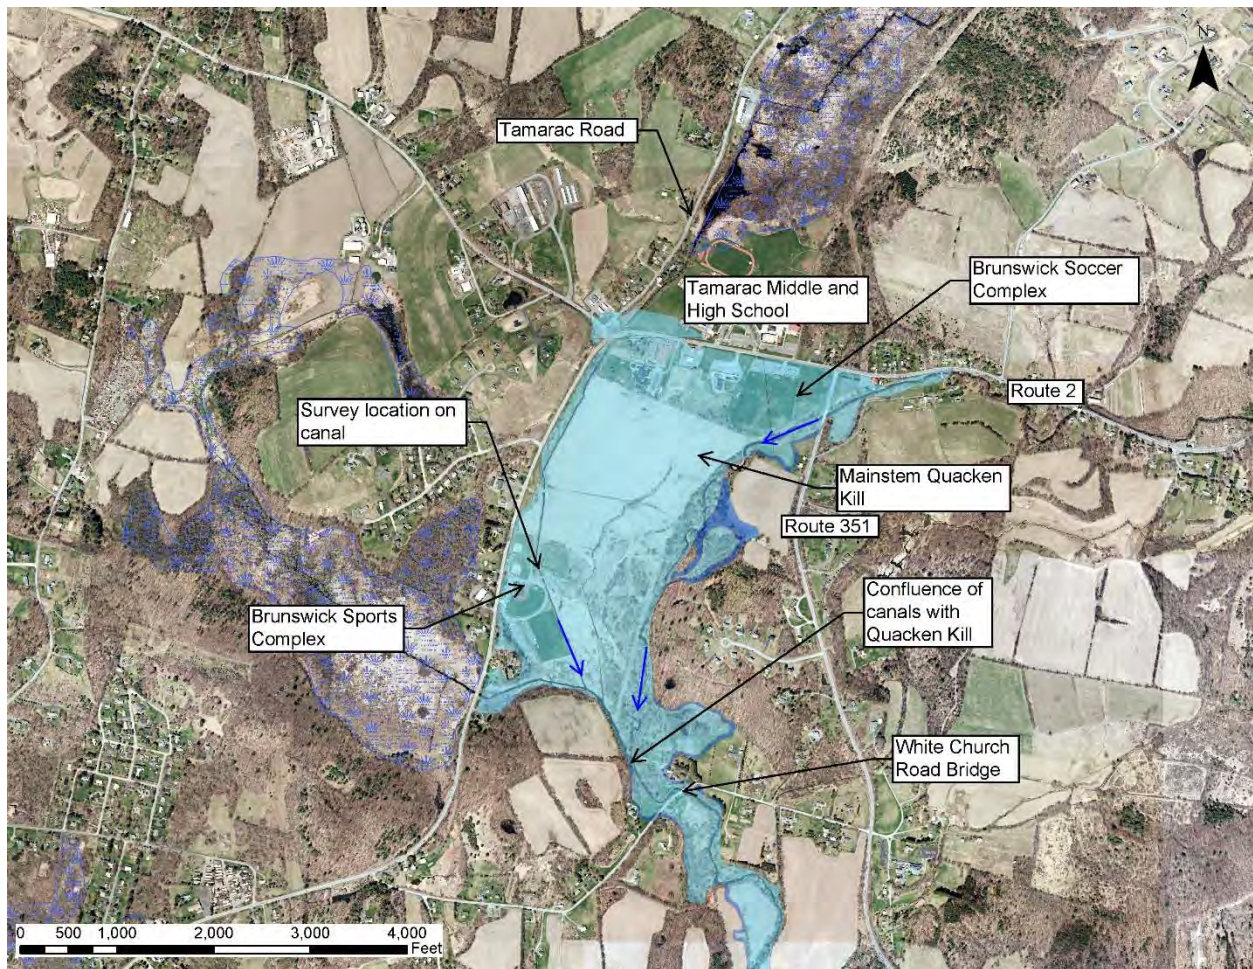 N
Tamarac Road
Brunswick Soccer
Complex
Tamarac Middle and
High School
Route 2
Survey location on
canal
Mainstem Quacken
Kill
Route 351
Confluence of
canals with
Quacken Kill
Brunswick Sports
Complex
White Church
Road Bridge
0 500 1,000 2,000 3,000 4,000
Feet